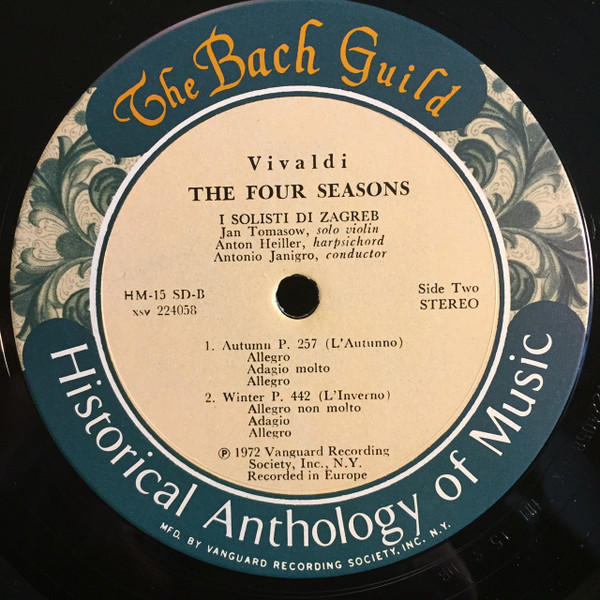 The Bach Guild
Vivaldi
THE FOUR SEASONS
I SOLISTI DI ZAGREB
Jan Tomasow, solo violin
Anton Heiller, harpsichord
Antonio Janigro, conductor
HM-15 SD-B
xsv 224058
Side Two
STEREO
1. Autumn P. 257 (L'Autunno)
Allegro
Adagio molto
Allegro
2. Winter P. 442 (L'Inverno)
Allegro non molto
Adagio
Allegro
Ⓟ 1972 Vanguard Recording
Society, Inc., N.Y.
Recorded in Europe
Historical Anthology of Music
MFD. BY VANGUARD RECORDING SOCIETY, INC. N.Y.